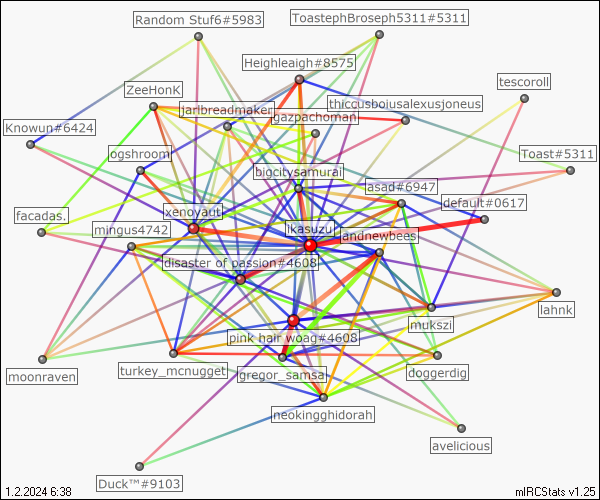 Random Stuf6#5983
ToastephBroseph5311#5311
Heighleigh#8575
tescoroll
ZeeHonK
jarlbreadmaker
thiccusboiusalexusjoneus
gazpachoman
Knowun#6424
ogshroom
Toast#5311
bigcitysamurai
asad#6947
default#0617
xenoyaut
facadas.
mingus4742
ikasuzu
andnewbees
disaster of passion#4608
lahnk
mukszi
pink hair woag#4608
moonraven
turkey_mcnugget
gregor_samsa
doggerdig
neokingghidorah
avelicious
Duck™#9103
1.2.2024 6:38
mIRCStats v1.25